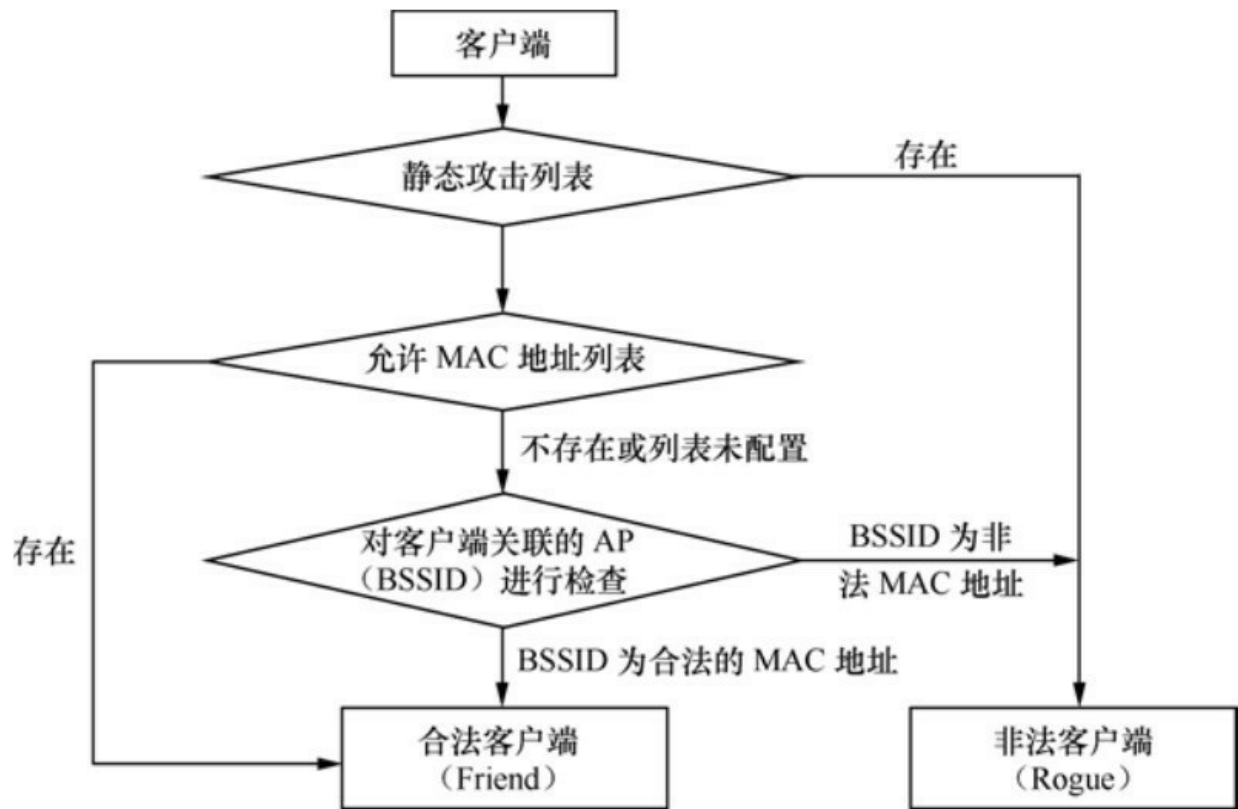 客户端
存在
静态攻击列表
允许 MAC 地址列表
不存在或列表未配置
存在
对客户端关联的 AP
（BSSID）进行检查
BSSID 为非
法 MAC 地址
BSSID 为合法的 MAC 地址
合法客户端
（Friend）
非法客户端
（Rogue）